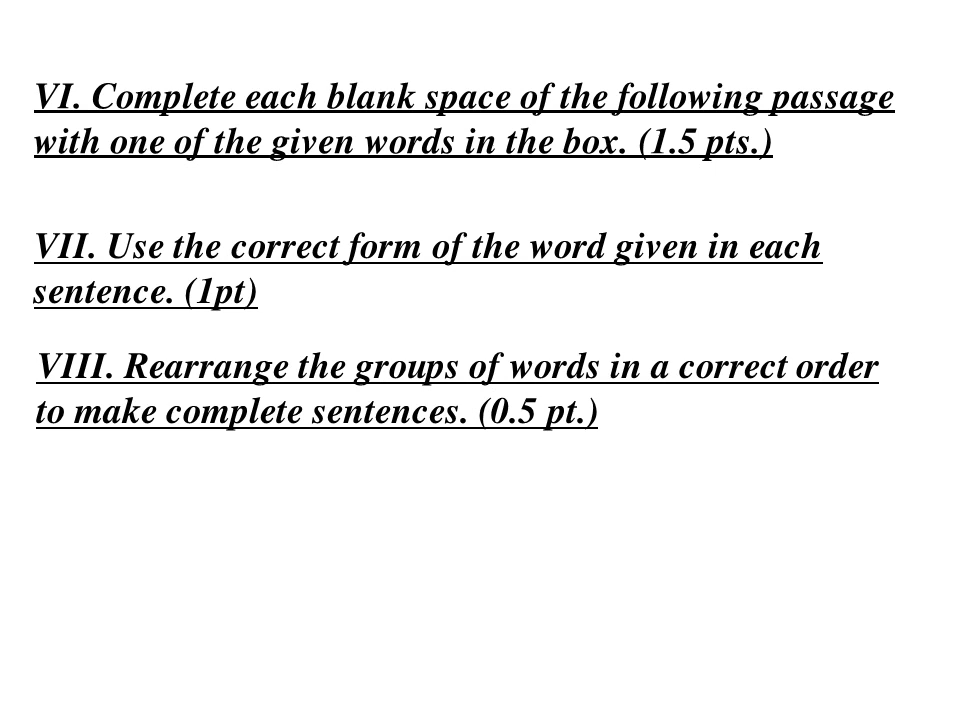 VI. Complete each blank space of the following passage
with one of the given words in the box. (1.5 pts.)
VII. Use the correct form of the word given in each
sentence. (1pt)
VIII. Rearrange the groups of words in a correct order
to make complete sentences. (0.5 pt.)